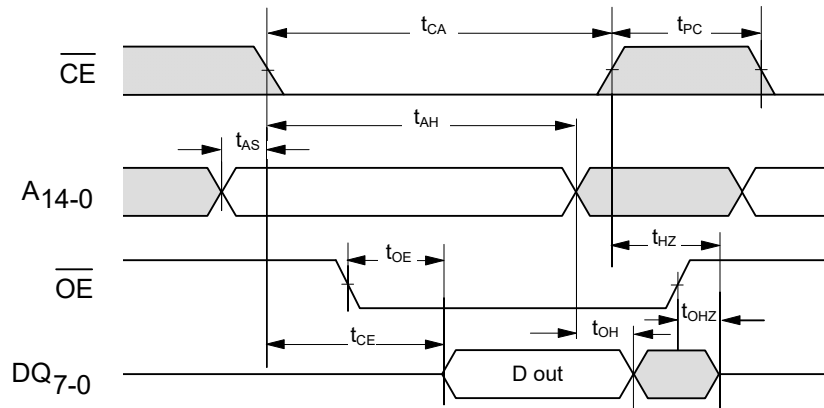 tCA
tPC
CE
tAH
tAS
A14-0
tHZ
tOE
OE
tOHZ
tOH
tCE
D out
DQ7-0